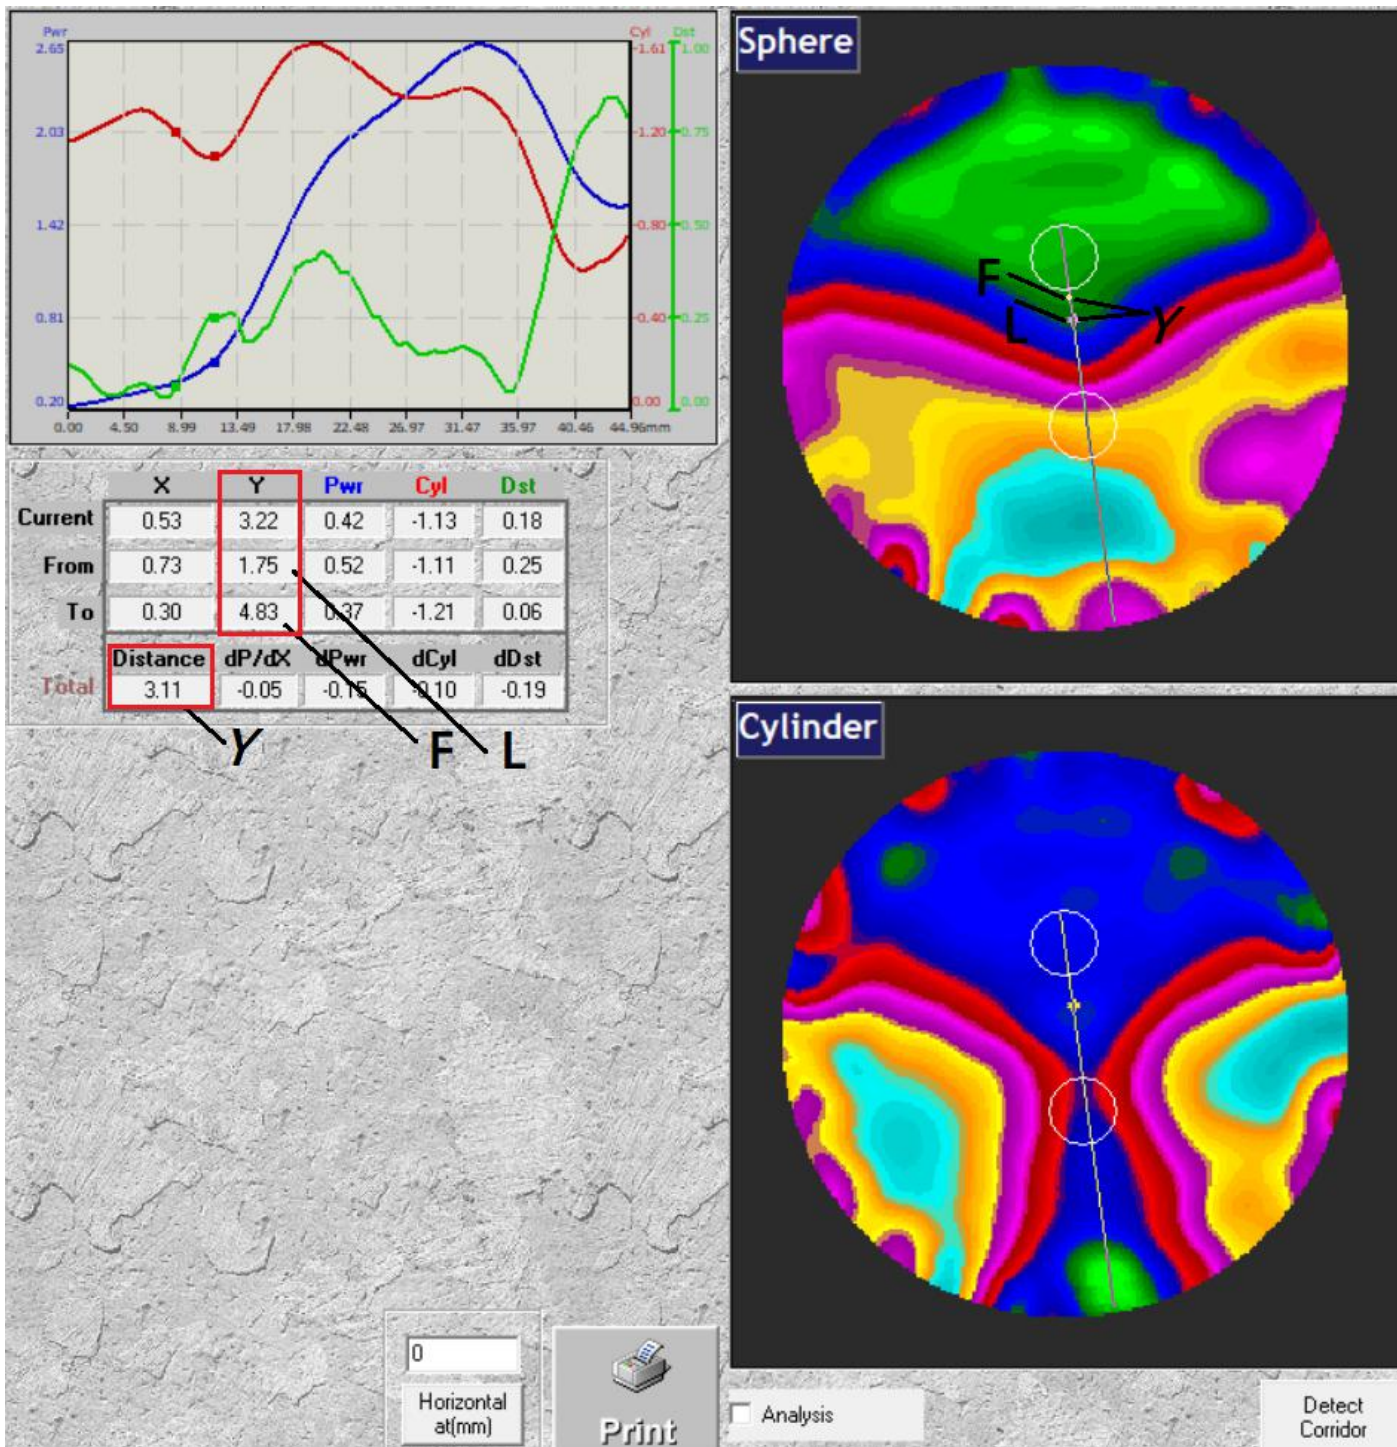 Pwr
Cyl
Dst
2.65
2.03
1.42
0.81
0.20
-1.61
-1.20
-0.80
-0.40
0.00
1.00
0.75
0.50
0.25
0.00
0.00 4.50 8.99 13.49 17.98 22.48 26.97 31.47 35.97 40.46 44.96mm
X Y Pwr Cyl Dst
Current 0.53 3.22 0.42 -1.13 0.18
From 0.73 1.75 0.52 -1.11 0.25
To 0.30 4.83 0.37 -1.21 0.06
Distance dP/dX dPwr dCyl dDst
Total 3.11 -0.05 -0.15 -0.10 -0.19
Y F L
0
Horizontal
at(mm)
Print
Sphere
F
L
Y
Cylinder
Analysis
Detect
Corridor